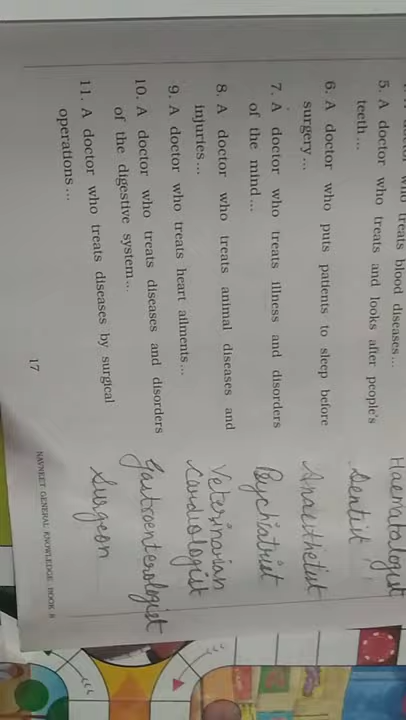 who treats blood diseases... Haematologist
5. A doctor who treats and looks after people's
teeth... Dentist
6. A doctor who puts patients to sleep before
surgery... Anaesthetist
7. A doctor who treats illness and disorders
of the mind... Psychiatrist
8. A doctor who treats animal diseases and
injuries... Veterinarian
9. A doctor who treats heart ailments... Cardiologist
10. A doctor who treats diseases and disorders
of the digestive system... Gastroenterologist
11. A doctor who treats diseases by surgical
operations... Surgeon
17
NAVNEET GENERAL KNOWLEDGE BOOK 8